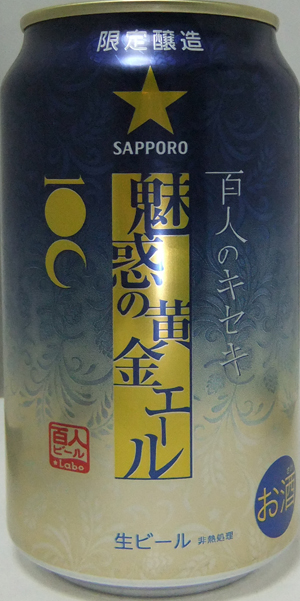 限定醸造
SAPPORO
百人のキセキ
魅惑の黄金エール
100
百人
ビール
Labo
お酒
生ビール 非熱処理